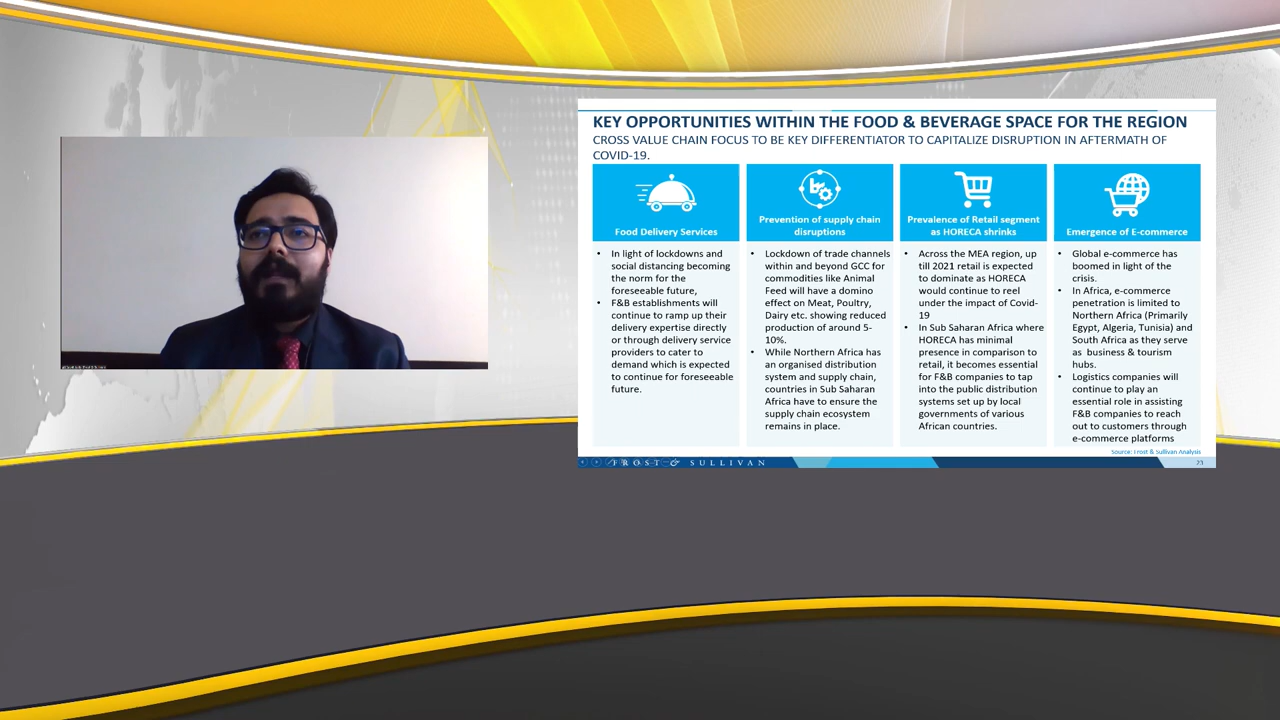 KEY OPPORTUNITIES WITHIN THE FOOD & BEVERAGE SPACE FOR THE REGION
CROSS VALUE CHAIN FOCUS TO BE KEY DIFFERENTIATOR TO CAPITALIZE DISRUPTION IN AFTERMATH OF
COVID-19.
Food Delivery Services
• In light of lockdowns and
social distancing becoming
the norm for the
foreseeable future,
• F&B establishments will
continue to ramp up their
delivery expertise directly
or through delivery service
providers to cater to
demand which is expected
to continue for foreseeable
future.
Prevention of supply chain
disruptions
• Lockdown of trade channels
within and beyond GCC for
commodities like Animal
Feed will have a domino
effect on Meat, Poultry,
Dairy etc. showing reduced
production of around 5-
10%.
• While Northern Africa has
an organised distribution
system and supply chain,
countries in Sub Saharan
Africa have to ensure the
supply chain ecosystem
remains in place.
Prevalence of Retail segment
as HORECA shrinks
• Across the MEA region, up
till 2021 retail is expected
to dominate as HORECA
would continue to reel
under the impact of Covid-
19
• In Sub Saharan Africa where
HORECA has minimal
presence in comparison to
retail, it becomes essential
for F&B companies to tap
into the public distribution
systems set up by local
governments of various
African countries.
Emergence of E-commerce
• Global e-commerce has
boomed in light of the
crisis.
• In Africa, e-commerce
penetration is limited to
Northern Africa (Primarily
Egypt, Algeria, Tunisia) and
South Africa as they serve
as business & tourism
hubs.
• Logistics companies will
continue to play an
essential role in assisting
F&B companies to reach
out to customers through
e-commerce platforms
Source: Frost & Sullivan Analysis
FROST & SULLIVAN
23